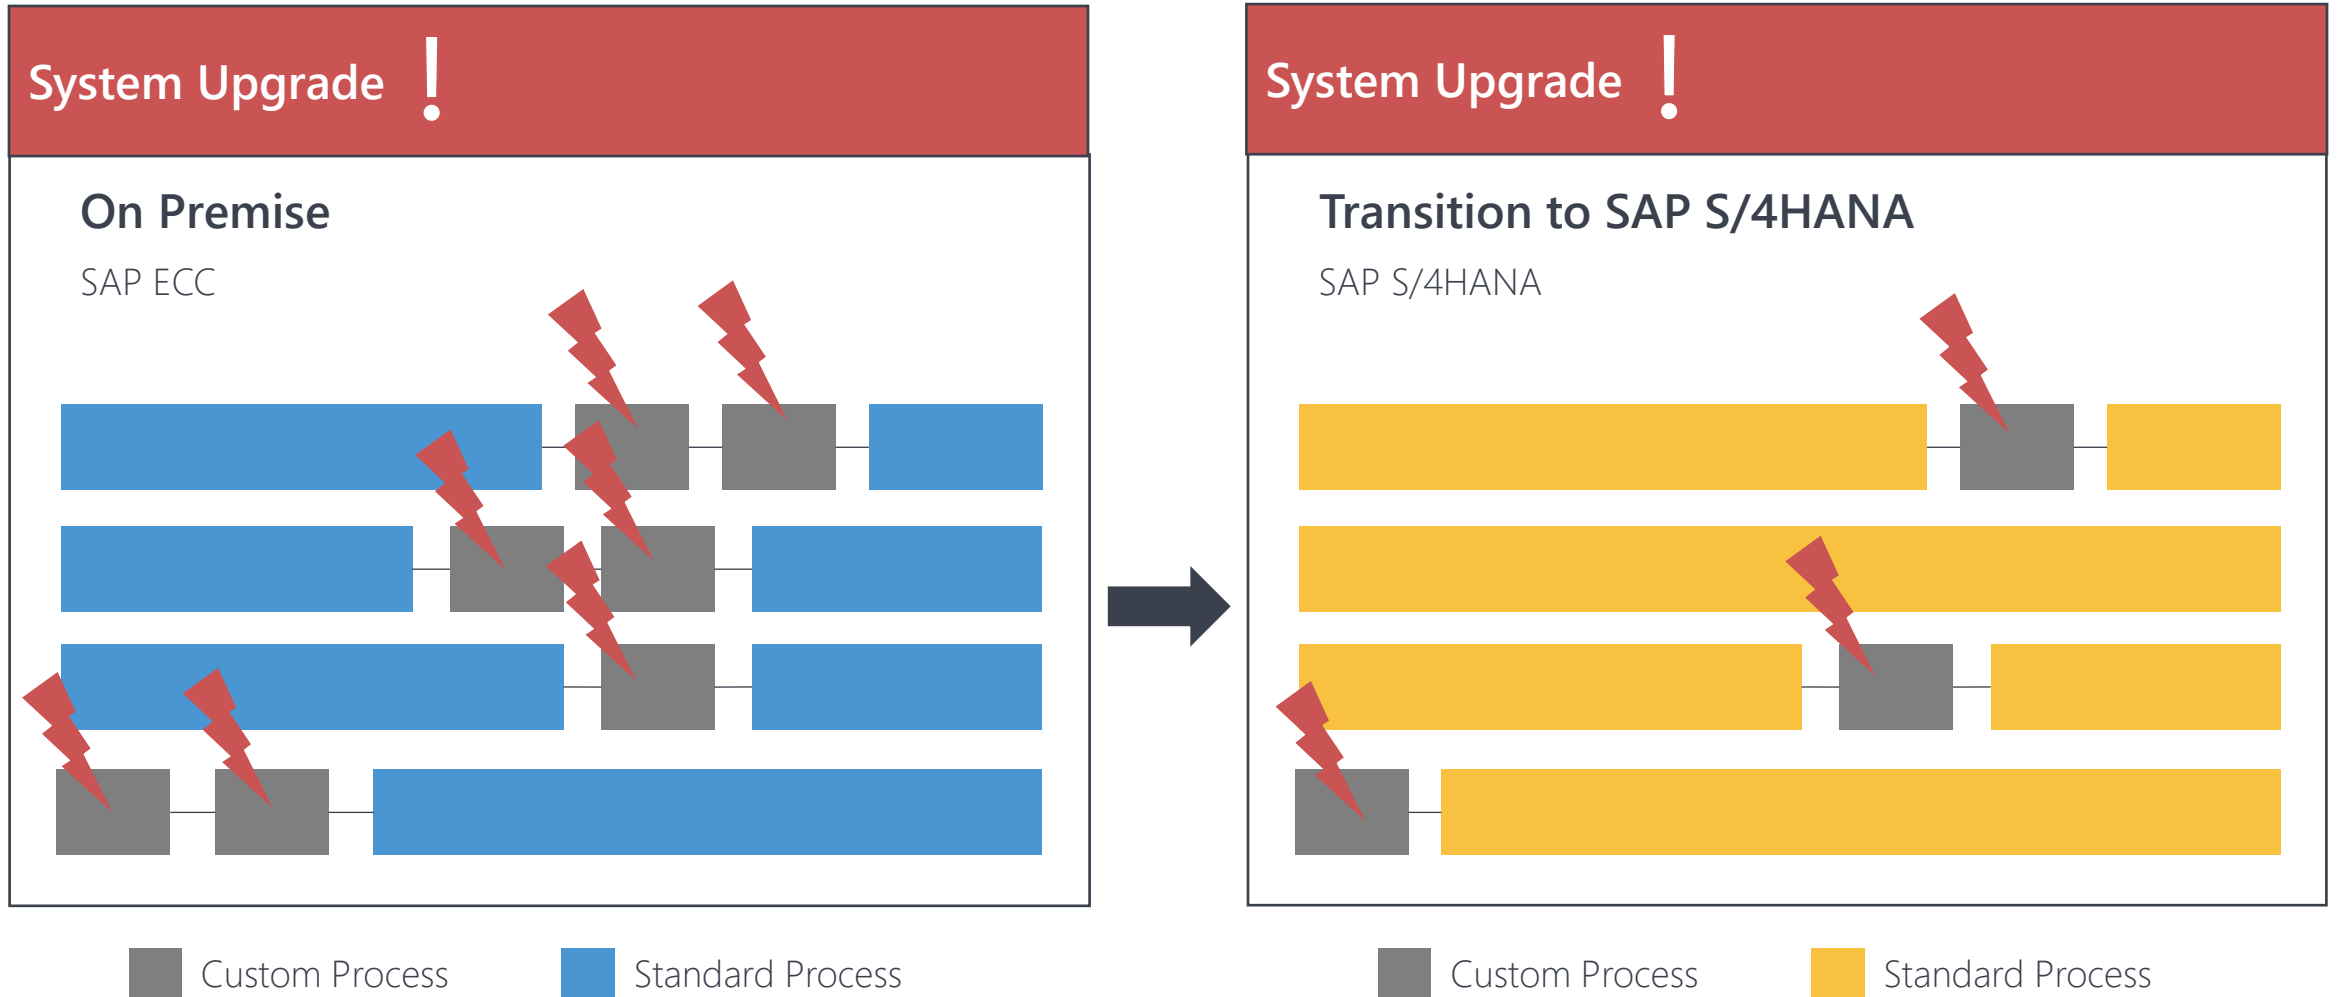 System Upgrade !
On Premise
SAP ECC
Custom Process
Standard Process
System Upgrade !
Transition to SAP S/4HANA
SAP S/4HANA
Custom Process
Standard Process